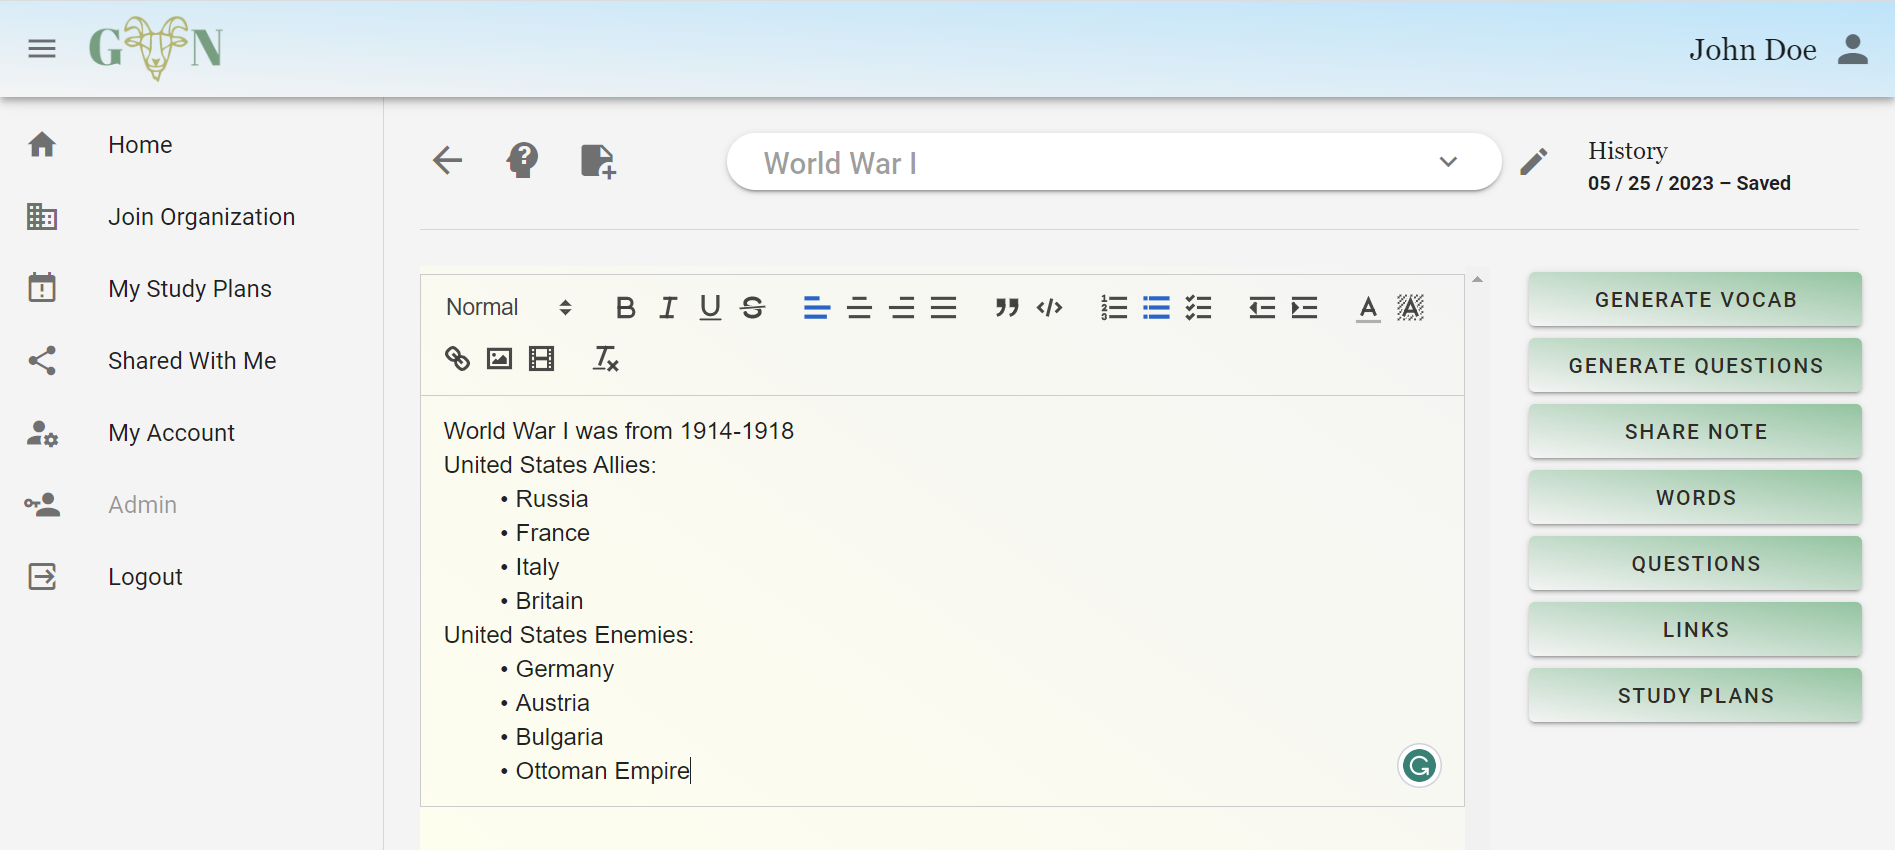 G N
John Doe
Home
Join Organization
My Study Plans
Shared With Me
My Account
Admin
Logout
World War I
History
05 / 25 / 2023 – Saved
Normal
World War I was from 1914-1918
United States Allies:
• Russia
• France
• Italy
• Britain
United States Enemies:
• Germany
• Austria
• Bulgaria
• Ottoman Empire
GENERATE VOCAB
GENERATE QUESTIONS
SHARE NOTE
WORDS
QUESTIONS
LINKS
STUDY PLANS